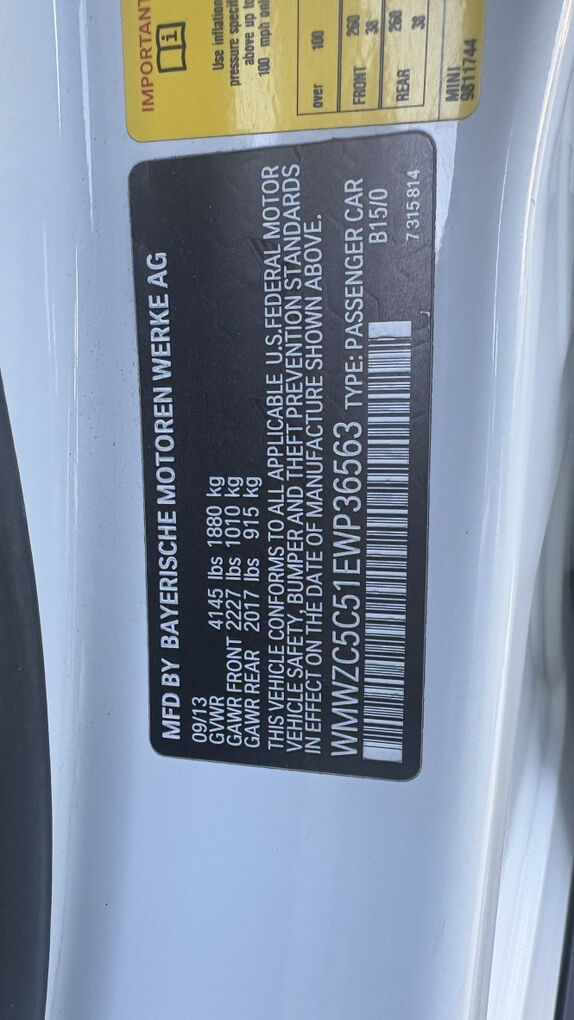 IMPORTANT
Use inflation
pressure
above up to
100 mph
over 100
FRONT 260
38
REAR 260
38
MINI
9811744
MFD BY BAYERISCHE MOTOREN WERKE AG
09/13
GVWR 4145 lbs 1880 kg
GAWR FRONT 2227 lbs 1010 kg
GAWR REAR 2017 lbs 915 kg
THIS VEHICLE CONFORMS TO ALL APPLICABLE U.S.FEDERAL MOTOR
VEHICLE SAFETY, BUMPER AND THEFT PREVENTION STANDARDS
IN EFFECT ON THE DATE OF MANUFACTURE SHOWN ABOVE.
WMWZC5C51EWP36563 TYPE: PASSENGER CAR
B15/0
7 315 814